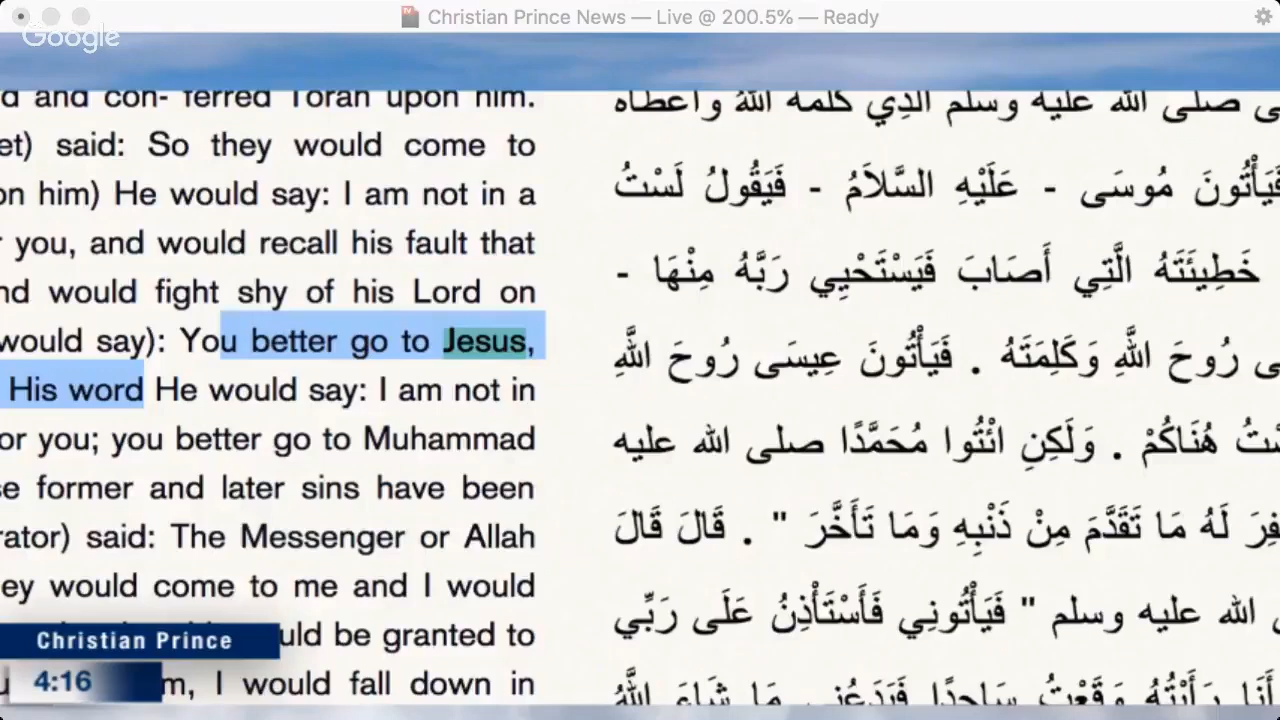 Christian Prince News — Live @ 200.5% — Ready
Google
d and con- ferred Torah upon him.
et) said: So they would come to
on him) He would say: I am not in a
you, and would recall his fault that
nd would fight shy of his Lord on
would say): You better go to Jesus,
His word He would say: I am not in
or you; you better go to Muhammad
se former and later sins have been
rator) said: The Messenger or Allah
ey would come to me and I would
uld be granted to
m, I would fall down in
صلى الله عليه وسلم الذي كلمه الله وأعطاه
فَيَأْتُونَ مُوسَى - عَلَيْهِ السَّلاَمُ - فَيَقُولُ لَسْتُ
خَطِيئَتَهُ الَّتِي أَصَابَ فَيَسْتَحْيِي رَبَّهُ مِنْهَا -
رُوحَ اللَّهِ وَكَلِمَتَهُ . فَيَأْتُونَ عِيسَى رُوحَ اللَّهِ
سْتُ هُنَاكُمْ . وَلَكِنِ ائْتُوا مُحَمَّدًا صلى الله عليه
فِرَ لَهُ مَا تَقَدَّمَ مِنْ ذَنْبِهِ وَمَا تَأَخَّرَ " . قَالَ قَالَ
الله عليه وسلم " فَيَأْتُونِي فَأَسْتَأْذِنُ عَلَى رَبِّي
أَنَا رَأَيْتُهُ وَقَعْتُ سَاجِدًا فَيَدَعُنِي مَا شَاءَ اللَّهُ
Christian Prince
4:16